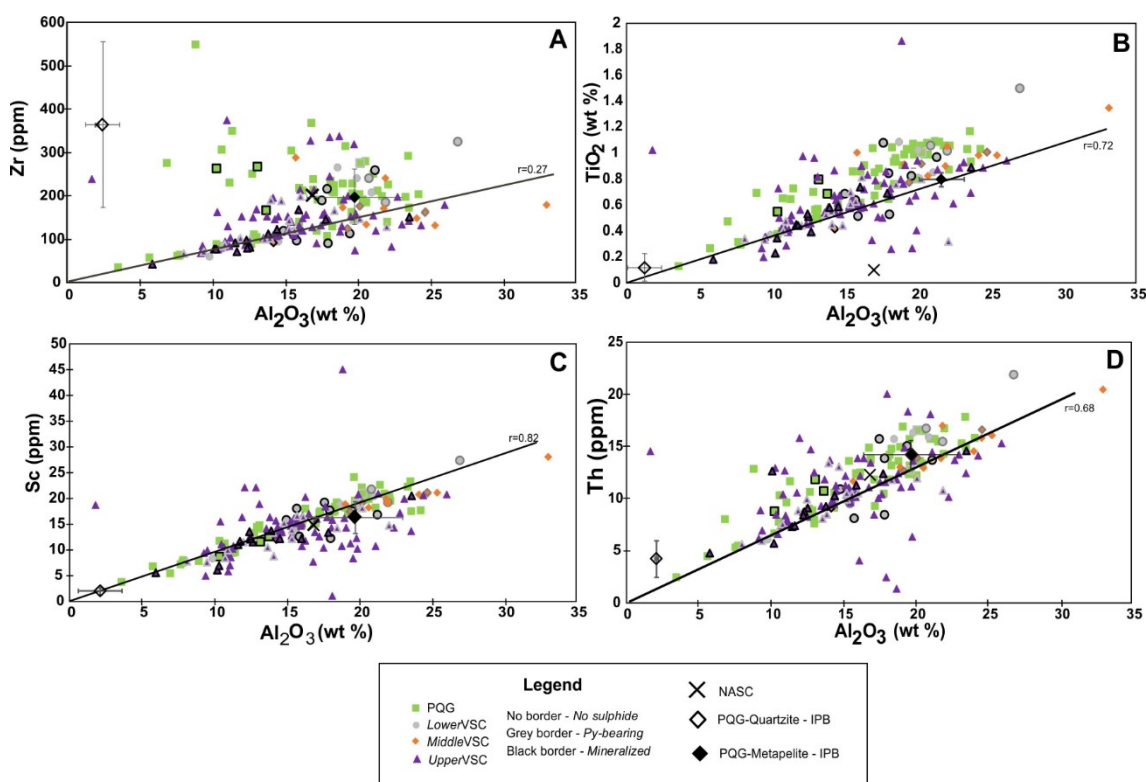 A
600
500
400
300
200
100
0
Zr (ppm)
r=0.27
0 5 10 15 20 25 30 35
Al₂O₃(wt %)
B
2
1.8
1.6
1.4
1.2
1
0.8
0.6
0.4
0.2
0
TiO₂ (wt %)
r=0.72
0 5 10 15 20 25 30 35
Al₂O₃(wt %)
C
50
45
40
35
30
25
20
15
10
5
0
Sc (ppm)
r=0.82
0 5 10 15 20 25 30 35
Al₂O₃(wt %)
D
25
20
15
10
5
0
Th (ppm)
r=0.68
0 5 10 15 20 25 30 35
Al₂O₃ (wt %)
Legend
PQG
LowerVSC
MiddleVSC
UpperVSC
No border - No sulphide
Grey border - Py-bearing
Black border - Mineralized
NASC
PQG-Quartzite - IPB
PQG-Metapelite - IPB